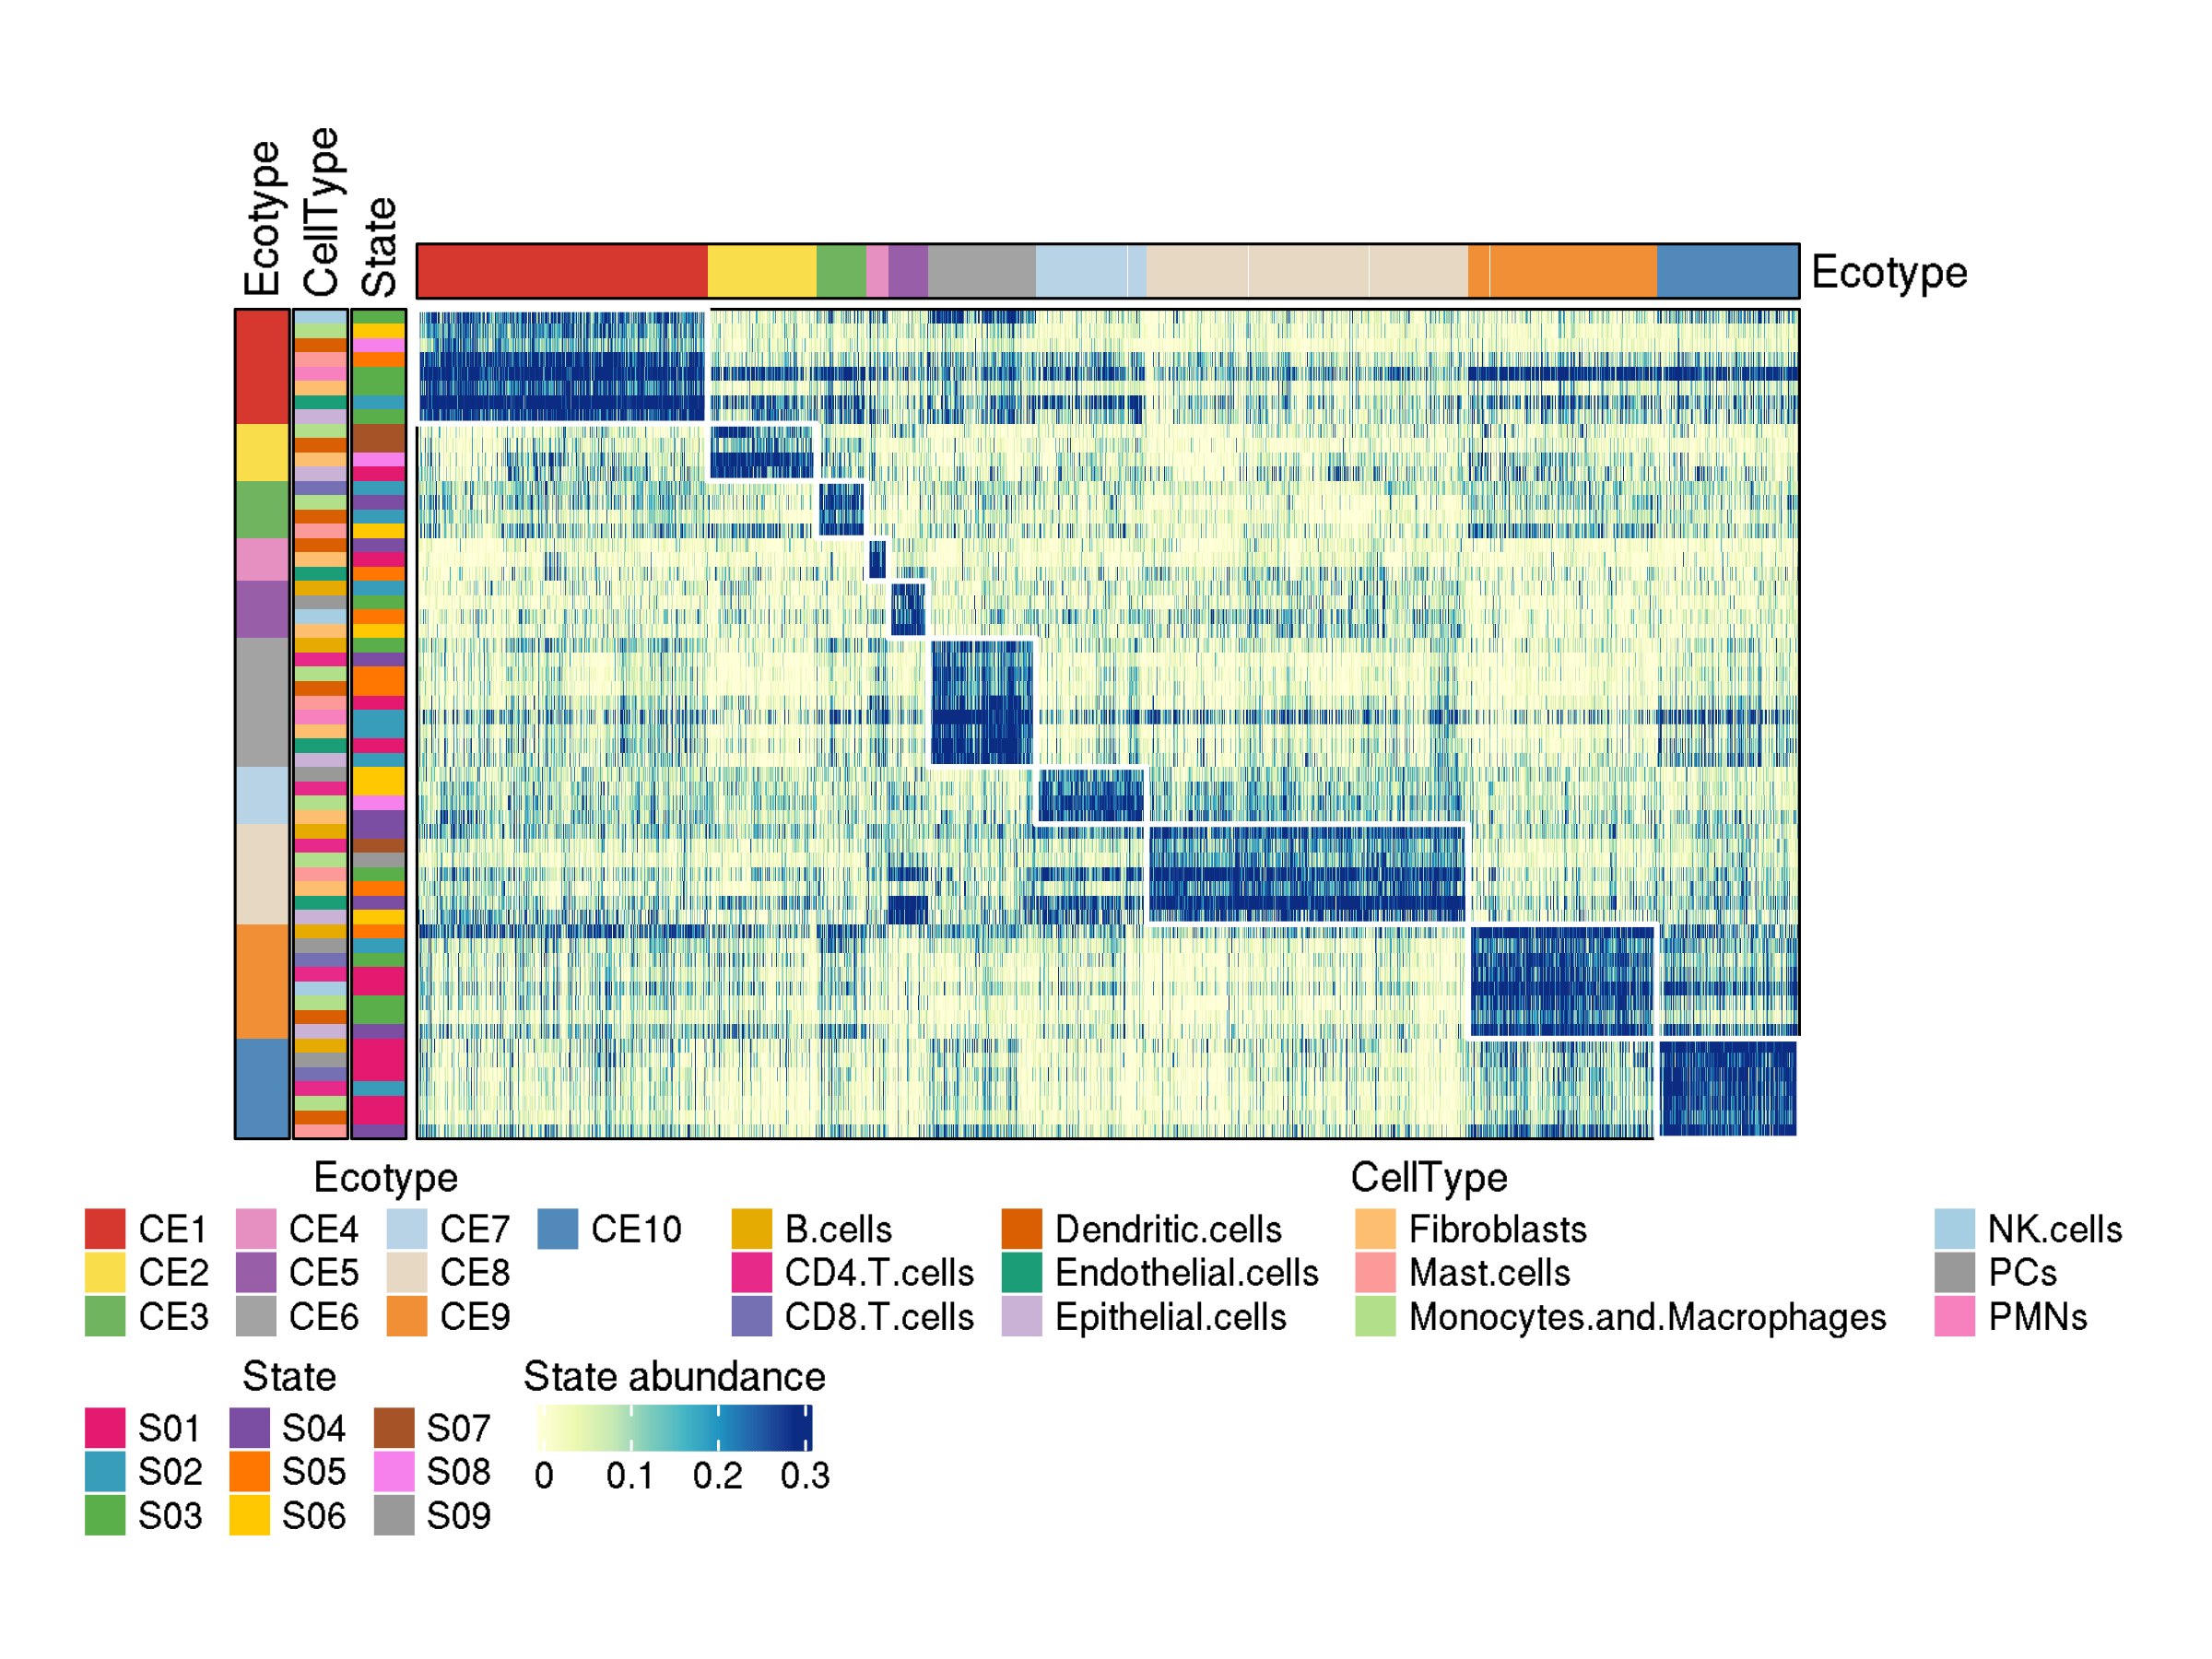 Ecotype
CellType
State
Ecotype
Ecotype
CE1 CE4 CE7 CE10
CE2 CE5 CE8
CE3 CE6 CE9
CellType
B.cells Dendritic.cells Fibroblasts NK.cells
CD4.T.cells Endothelial.cells Mast.cells PCs
CD8.T.cells Epithelial.cells Monocytes.and.Macrophages PMNs
State
S01 S04 S07
S02 S05 S08
S03 S06 S09
State abundance
0 0.1 0.2 0.3